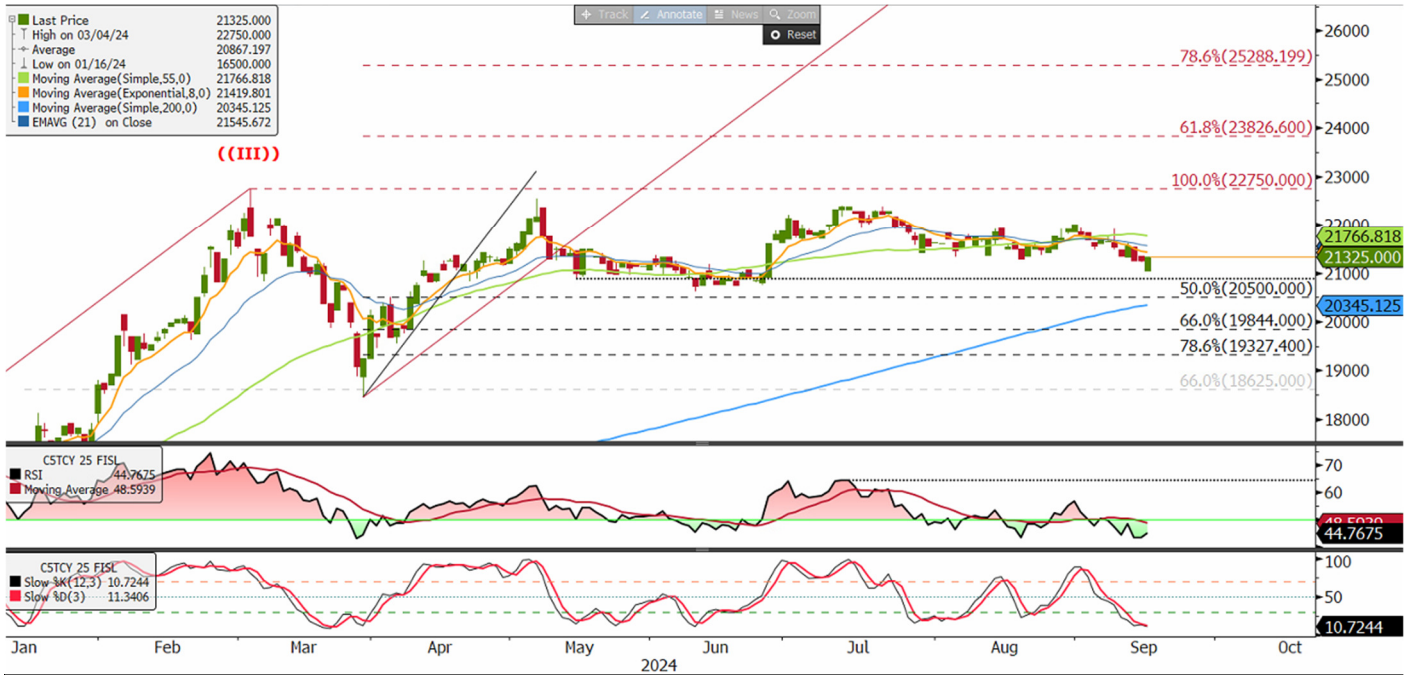 Track Annotate News Zoom
Reset
Last Price 21325.000
High on 03/04/24 22750.000
Average 20867.197
Low on 01/16/24 16500.000
Moving Average(Simple,55,0) 21766.818
Moving Average(Exponential,8,0) 21419.801
Moving Average(Simple,200,0) 20345.125
EMAVG (21) on Close 21545.672
((III))
78.6%(25288.199)
61.8%(23826.600)
100.0%(22750.000)
50.0%(20500.000)
66.0%(19844.000)
78.6%(19327.400)
66.0%(18625.000)
26000
25000
24000
23000
22000
21766.818
21325.000
21000
20345.125
20000
19000
18000
C5TCY 25 FISL
RSI 44.7675
Moving Average 48.5939
70
60
48.5939
44.7675
C5TCY 25 FISL
Slow %K(12,3) 10.7244
Slow %D(3) 11.3406
100
50
10.7244
Jan Feb Mar Apr May Jun Jul Aug Sep Oct
2024